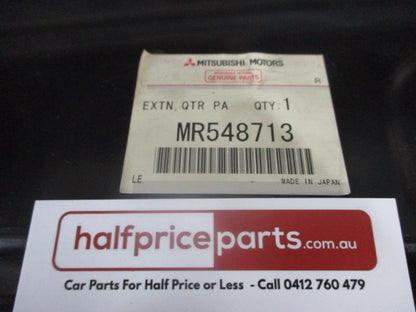 MITSUBISHI MOTORS
GENUINE PARTS
R
EXTN, QTR PA QTY:1
MR548713
LE MADE IN JAPAN
halfpriceparts.com.au
Car Parts For Half Price or Less - Call 0412 760 479